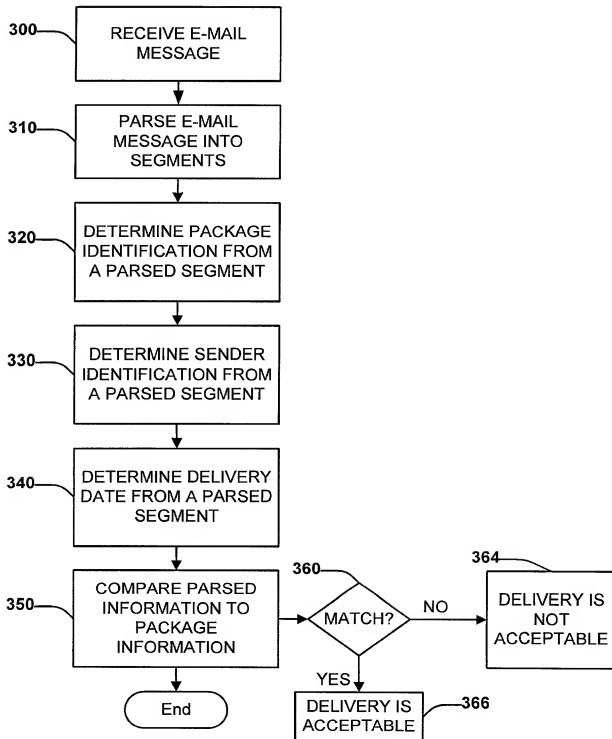 300
RECEIVE E-MAIL
MESSAGE
310
PARSE E-MAIL
MESSAGE INTO
SEGMENTS
320
DETERMINE PACKAGE
IDENTIFICATION FROM
A PARSED SEGMENT
330
DETERMINE SENDER
IDENTIFICATION FROM
A PARSED SEGMENT
340
DETERMINE DELIVERY
DATE FROM A PARSED
SEGMENT
350
COMPARE PARSED
INFORMATION TO
PACKAGE
INFORMATION
360
MATCH?
NO
364
DELIVERY IS
NOT
ACCEPTABLE
YES
DELIVERY IS
ACCEPTABLE
366
End